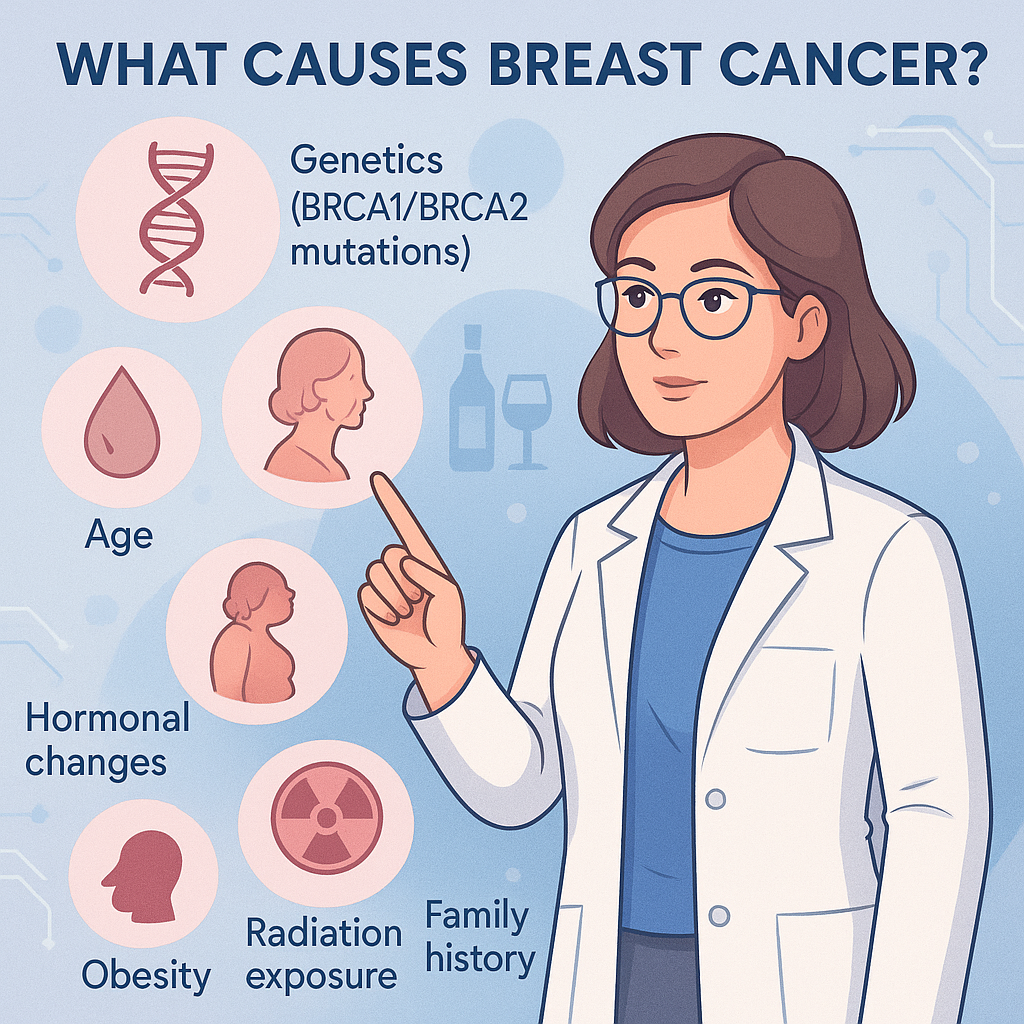 WHAT CAUSES BREAST CANCER?
Genetics
(BRCA1/BRCA2
mutations)
Age
Hormonal
changes
Obesity
Radiation
exposure
Family
history